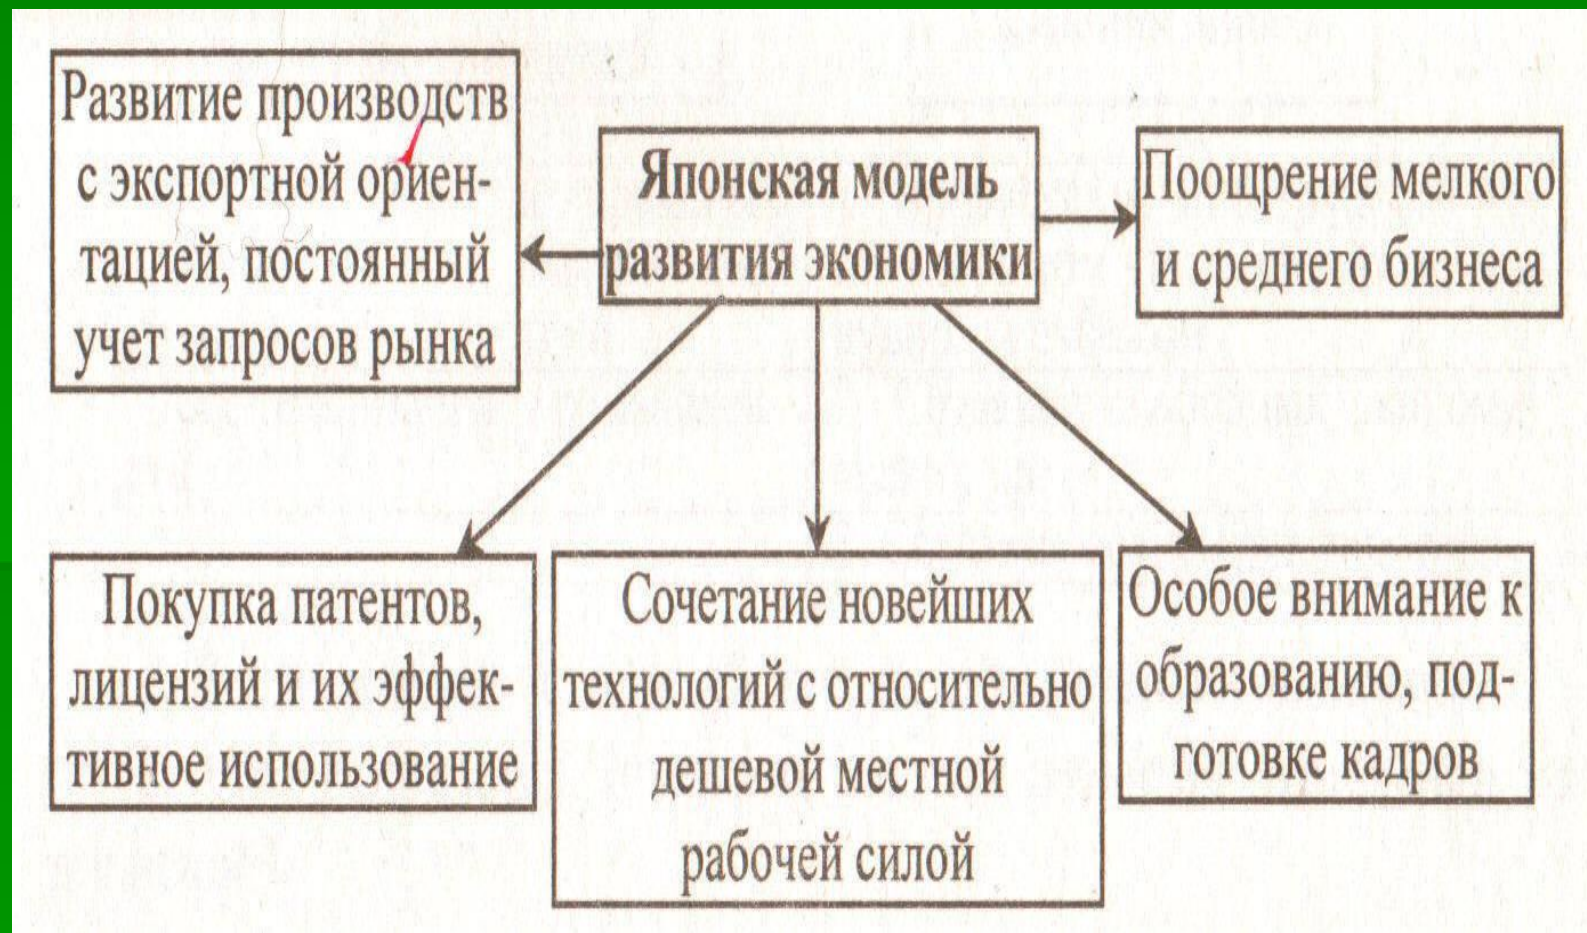 Развитие производств
с экспортной ориен-
тацией, постоянный
учет запросов рынка
Японская модель
развития экономики
Поощрение мелкого
и среднего бизнеса
Покупка патентов,
лицензий и их эффек-
тивное использование
Сочетание новейших
технологий с относительно
дешевой местной
рабочей силой
Особое внимание к
образованию, под-
готовке кадров